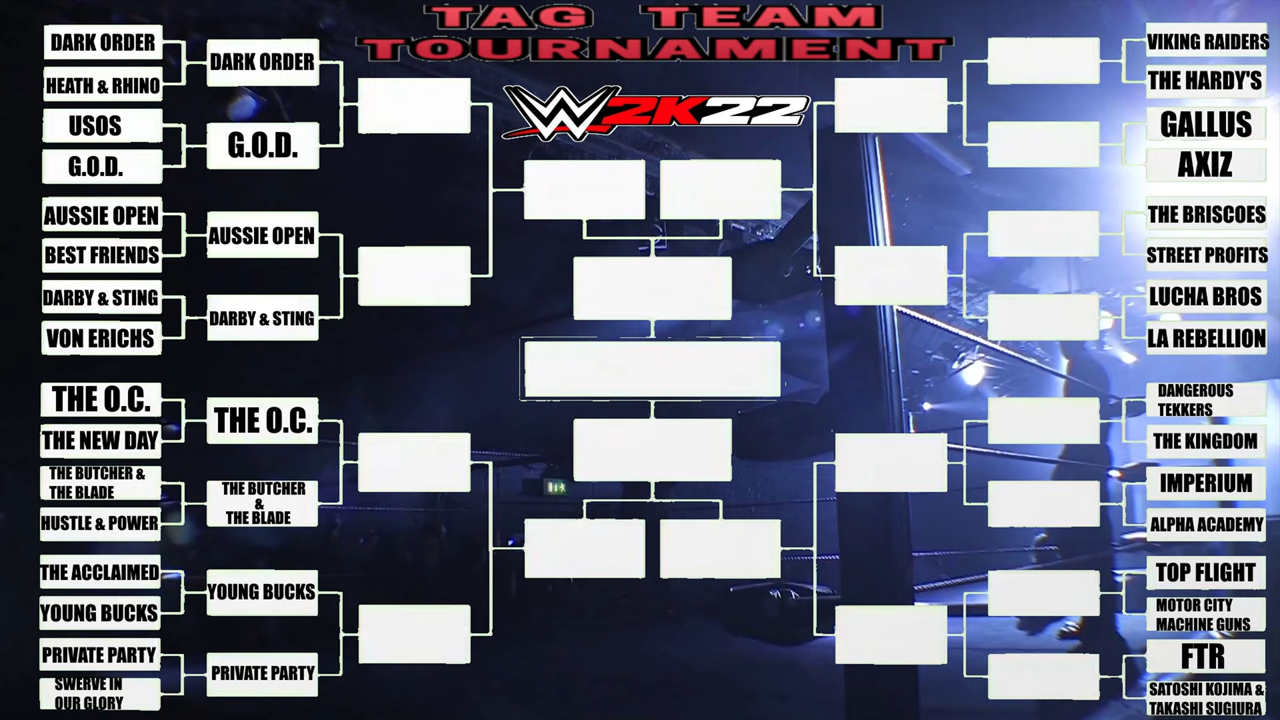 TAG TEAM
TOURNAMENT
W 2K22
DARK ORDER
HEATH & RHINO
USOS
G.O.D.
AUSSIE OPEN
BEST FRIENDS
DARBY & STING
VON ERICHS
THE O.C.
THE NEW DAY
THE BUTCHER &
THE BLADE
HUSTLE & POWER
THE ACCLAIMED
YOUNG BUCKS
PRIVATE PARTY
SWERVE IN
OUR GLORY
DARK ORDER
G.O.D.
AUSSIE OPEN
DARBY & STING
THE O.C.
THE BUTCHER
&
THE BLADE
YOUNG BUCKS
PRIVATE PARTY
VIKING RAIDERS
THE HARDY'S
GALLUS
AXIZ
THE BRISCOES
STREET PROFITS
LUCHA BROS
LA REBELLION
DANGEROUS
TEKKERS
THE KINGDOM
IMPERIUM
ALPHA ACADEMY
TOP FLIGHT
MOTOR CITY
MACHINE GUNS
FTR
SATOSHI KOJIMA &
TAKASHI SUGIURA